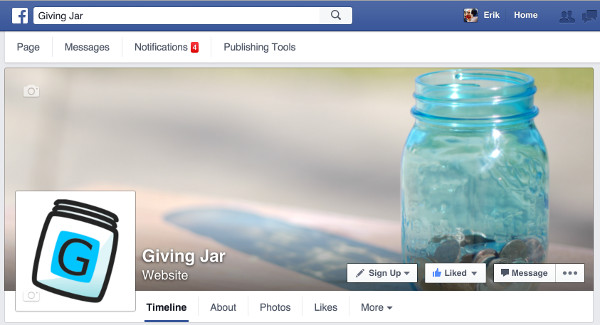 f Giving Jar Erik Home
Page Messages Notifications 4 Publishing Tools
G
Giving Jar
Website
Sign Up Liked Message
Timeline About Photos Likes More